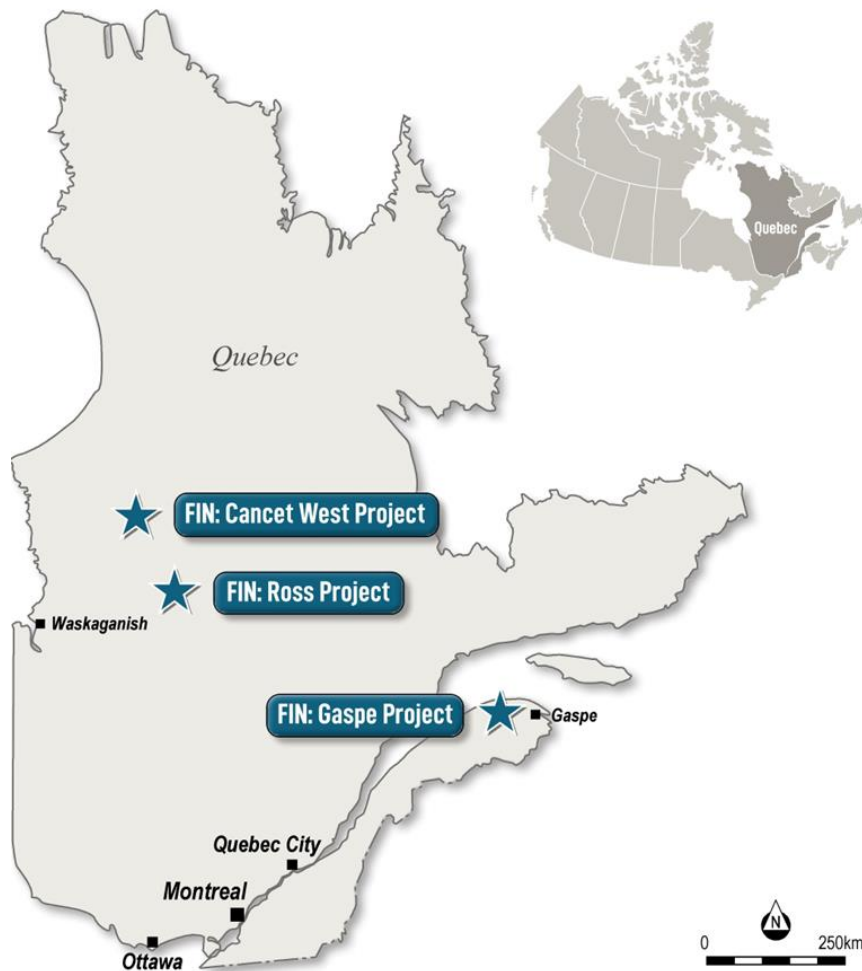 Quebec
Quebec
FIN: Cancet West Project
FIN: Ross Project
Waskaganish
FIN: Gaspe Project
Gaspe
Quebec City
Montreal
Ottawa
N
0 250km